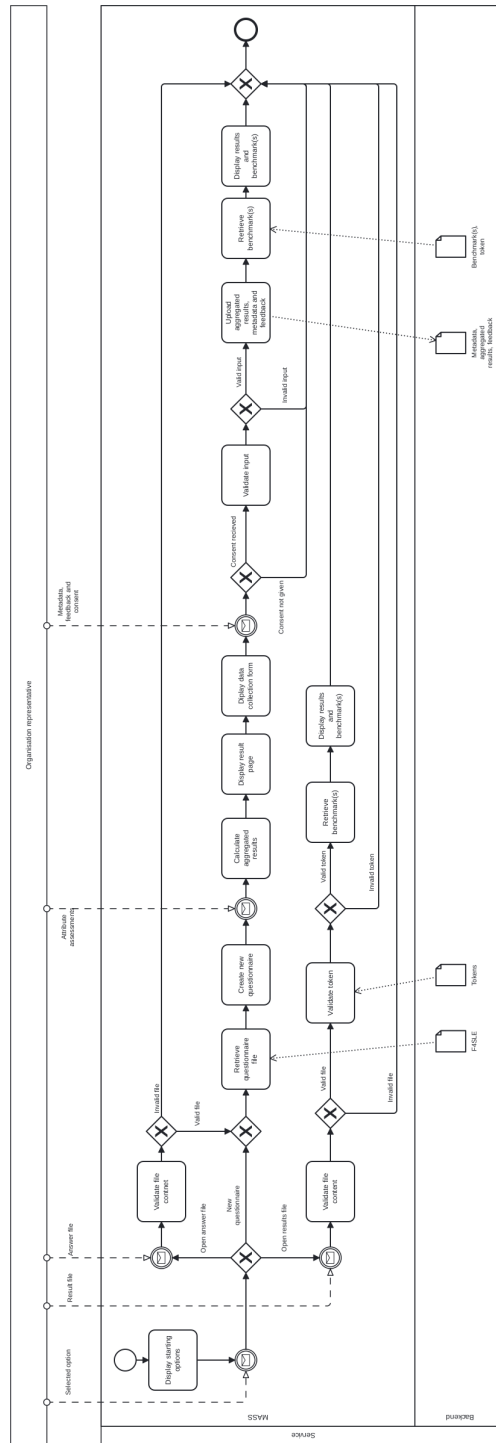 Organisation representative
Selected option
Result file
Answer file
Attribute
assessments
Metadata,
feedback and
consent
Service
MASS
Backend
Display starting
options
Open answer file
New
questionnaire
Open results file
Validate file
contnet
Invalid file
Valid file
Retrieve
questionnaire
file
Create new
questionnaire
Calculate
aggregated
results
Display result
page
Diplay data
collection form
Consent recieved
Consent not given
Validate input
Valid input
Invalid input
Upload
aggregated
results,
metadata and
feedback
Retrieve
benchmark(s)
Display results
and
benchmark(s)
Validate file
content
Valid file
Invalid file
Validate token
Valid token
Invalid token
Retrieve
benchmark(s)
Display results
and
benchmark(s)
F4SLE
Tokens
Metadata,
aggregated
results, feedback
Benchmark(s),
token